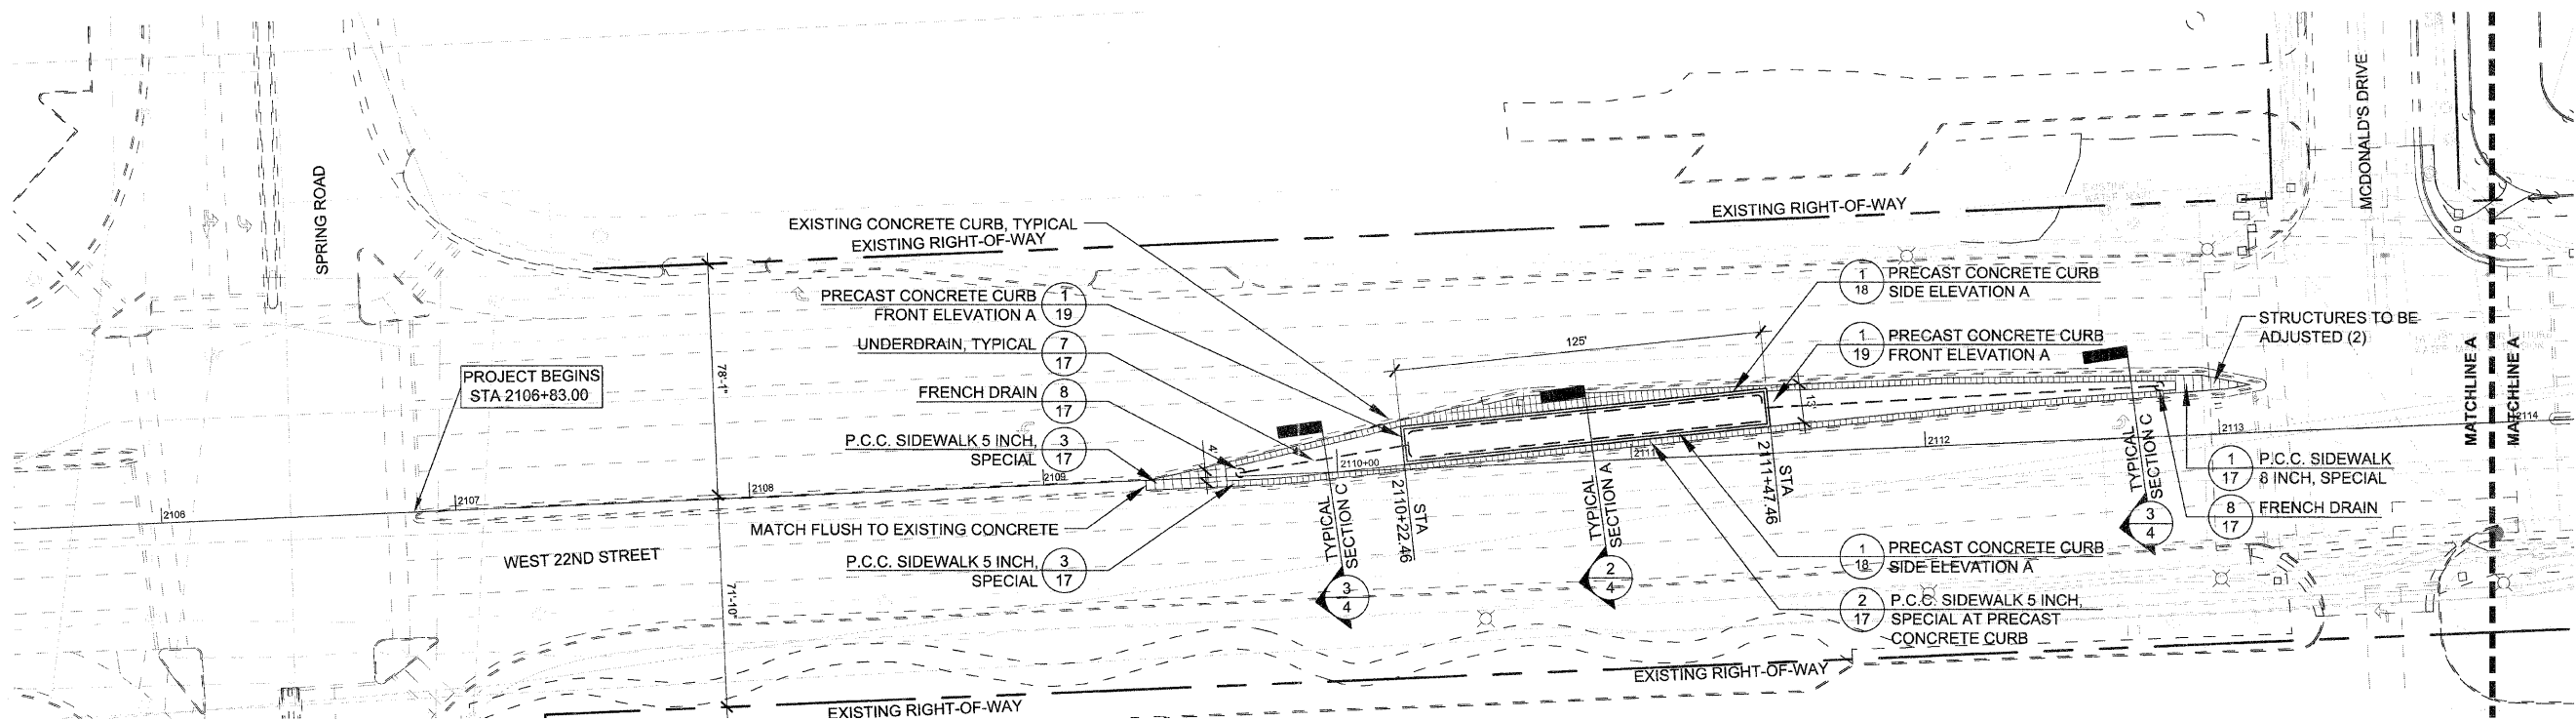 SPRING ROAD
MCDONALD'S DRIVE
EXISTING CONCRETE CURB, TYPICAL
EXISTING RIGHT-OF-WAY
EXISTING RIGHT-OF-WAY
PRECAST CONCRETE CURB
FRONT ELEVATION A
1
19
UNDERDRAIN, TYPICAL
7
17
FRENCH DRAIN
8
17
P.C.C. SIDEWALK 5 INCH,
SPECIAL
3
17
1
18
PRECAST CONCRETE CURB
SIDE ELEVATION A
1
19
PRECAST CONCRETE CURB
FRONT ELEVATION A
STRUCTURES TO BE
ADJUSTED (2)
MATCHLINE A
MATCHLINE A
PROJECT BEGINS
STA 2106+83.00
78'-1"
71'-10"
125'
4'
13'
2106
2107
2108
2109
2110+00
2111
2112
2113
2114
STA
2110+22.46
STA
2111+47.46
WEST 22ND STREET
MATCH FLUSH TO EXISTING CONCRETE
P.C.C. SIDEWALK 5 INCH,
SPECIAL
3
17
TYPICAL
SECTION C
3
4
TYPICAL
SECTION A
2
4
TYPICAL
SECTION C
3
4
1
17
P.C.C. SIDEWALK
8 INCH, SPECIAL
8
17
FRENCH DRAIN
1
18
PRECAST CONCRETE CURB
SIDE ELEVATION A
2
17
P.C.C. SIDEWALK 5 INCH,
SPECIAL AT PRECAST
CONCRETE CURB
EXISTING RIGHT-OF-WAY
EXISTING RIGHT-OF-WAY